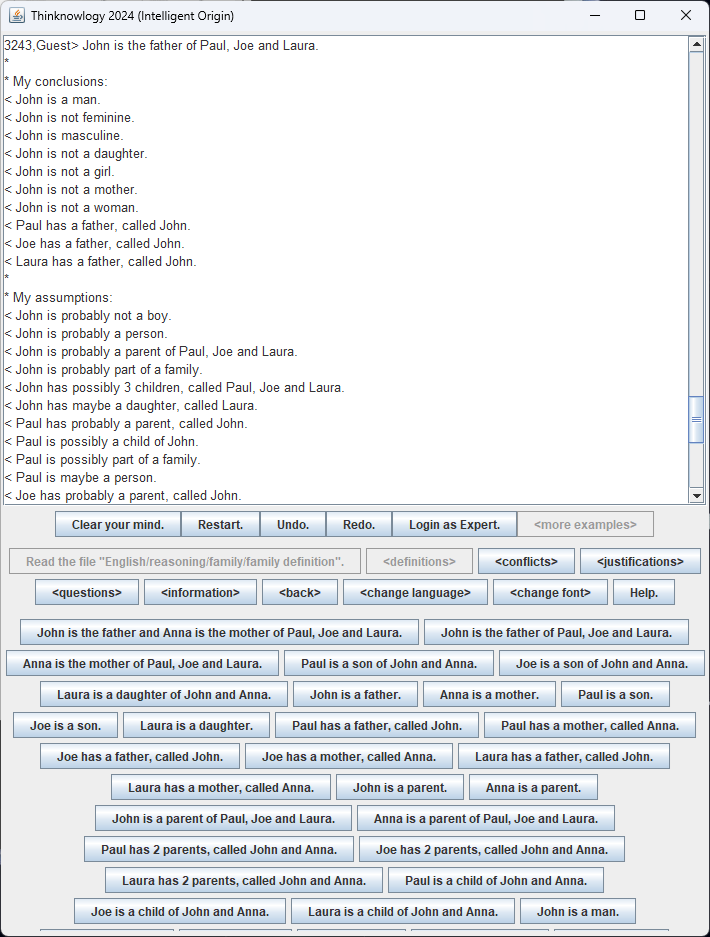 Thinknowlogy 2024 (Intelligent Origin)
3243,Guest> John is the father of Paul, Joe and Laura.
*
* My conclusions:
< John is a man.
< John is not feminine.
< John is masculine.
< John is not a daughter.
< John is not a girl.
< John is not a mother.
< John is not a woman.
< Paul has a father, called John.
< Joe has a father, called John.
< Laura has a father, called John.
*
* My assumptions:
< John is probably not a boy.
< John is probably a person.
< John is probably a parent of Paul, Joe and Laura.
< John is probably part of a family.
< John has possibly 3 children, called Paul, Joe and Laura.
< John has maybe a daughter, called Laura.
< Paul has probably a parent, called John.
< Paul is possibly a child of John.
< Paul is possibly part of a family.
< Paul is maybe a person.
< Joe has probably a parent, called John.
Clear your mind. Restart. Undo. Redo. Login as Expert. <more examples>
Read the file "English/reasoning/family/family definition". <definitions> <conflicts> <justifications>
<questions> <information> <back> <change language> <change font> Help.
John is the father and Anna is the mother of Paul, Joe and Laura. John is the father of Paul, Joe and Laura.
Anna is the mother of Paul, Joe and Laura. Paul is a son of John and Anna. Joe is a son of John and Anna.
Laura is a daughter of John and Anna. John is a father. Anna is a mother. Paul is a son.
Joe is a son. Laura is a daughter. Paul has a father, called John. Paul has a mother, called Anna.
Joe has a father, called John. Joe has a mother, called Anna. Laura has a father, called John.
Laura has a mother, called Anna. John is a parent. Anna is a parent.
John is a parent of Paul, Joe and Laura. Anna is a parent of Paul, Joe and Laura.
Paul has 2 parents, called John and Anna. Joe has 2 parents, called John and Anna.
Laura has 2 parents, called John and Anna. Paul is a child of John and Anna.
Joe is a child of John and Anna. Laura is a child of John and Anna. John is a man.